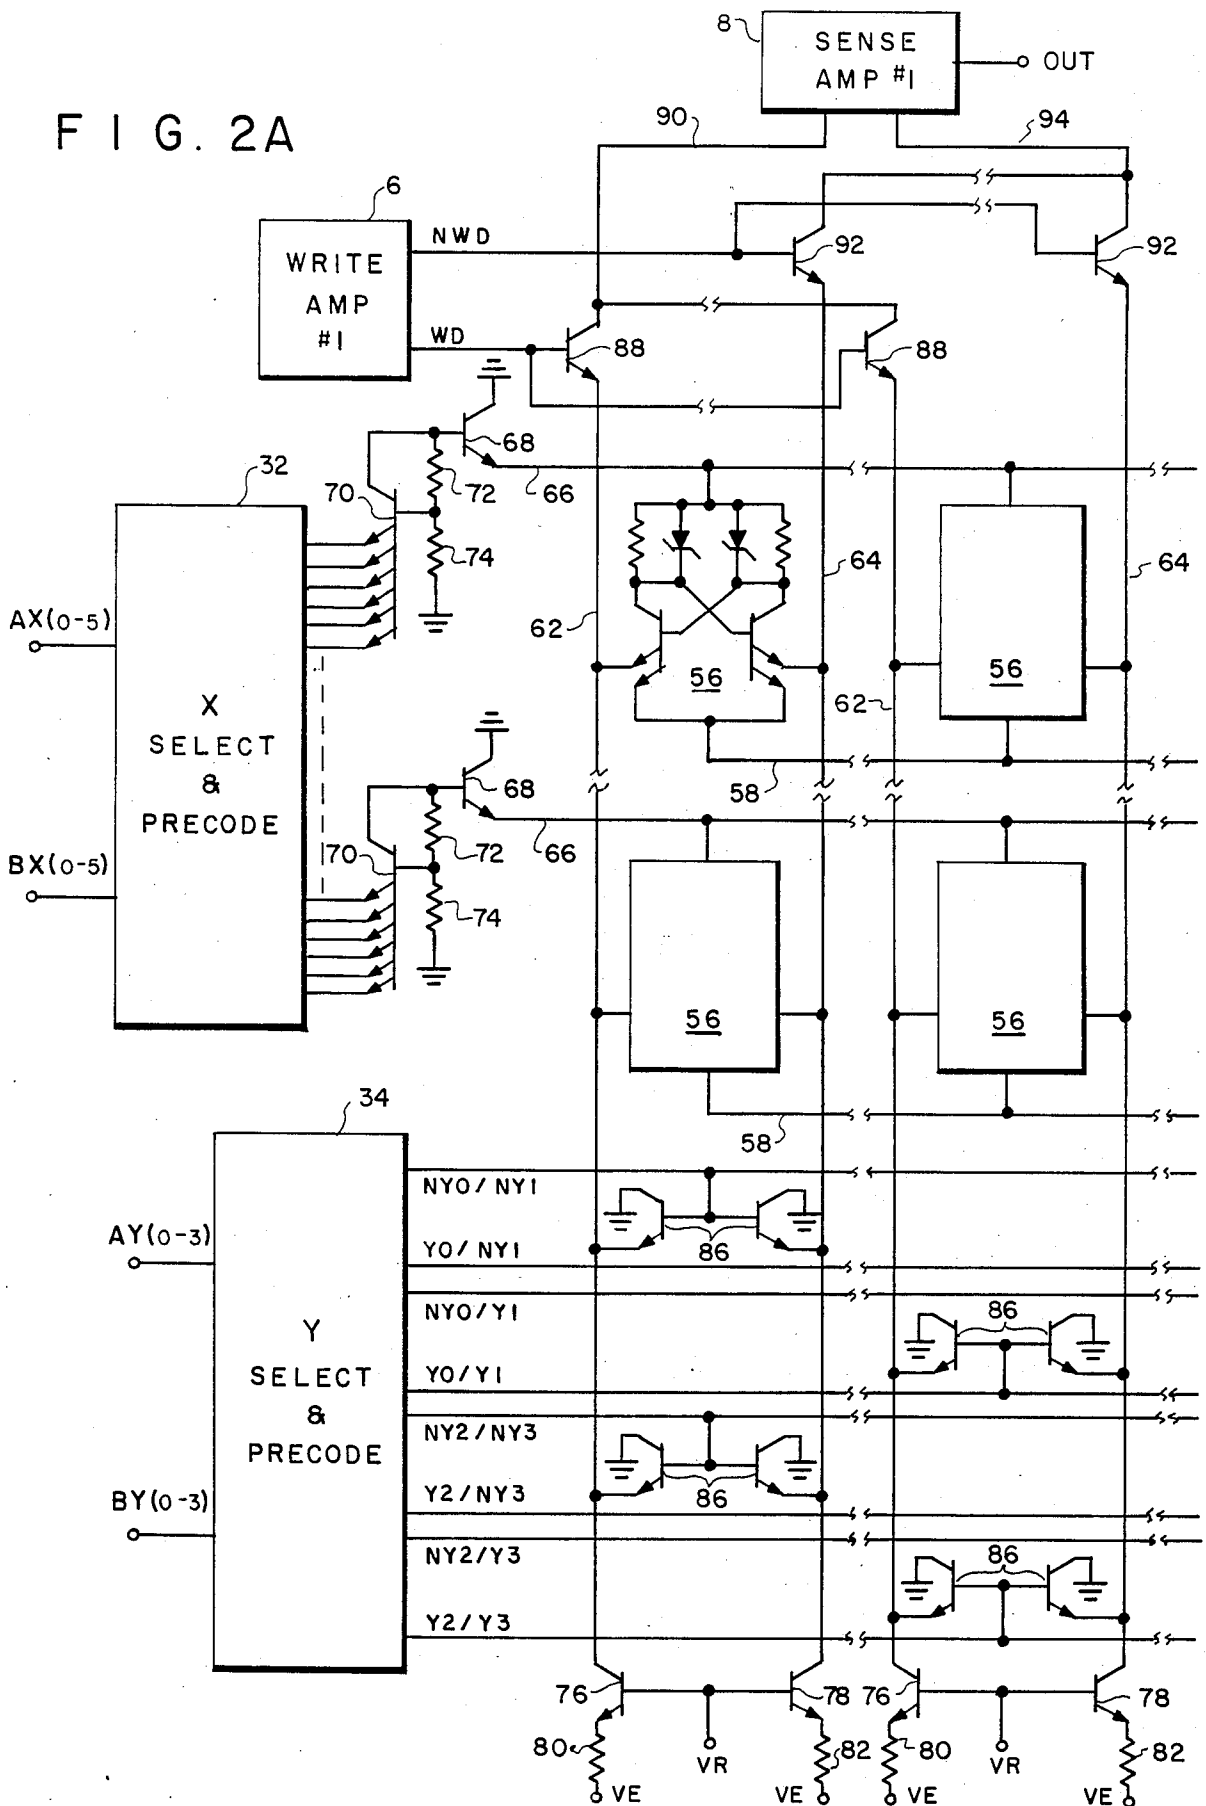 8
SENSE
AMP #1
OUT
FIG. 2A
90
94
6
WRITE
AMP
#1
NWD
WD
92
92
88
88
68
32
70
72
66
74
64
64
AX(0-5)
62
56
56
62
X
SELECT
&
PRECODE
68
58
BX(0-5)
70
72
66
74
56
56
34
58
NY0/NY1
AY(0-3)
86
Y0/NY1
NY0/Y1
86
Y
SELECT
&
PRECODE
Y0/Y1
NY2/NY3
BY(0-3)
86
Y2/NY3
NY2/Y3
86
Y2/Y3
76
78
76
78
80
VR
82
80
VR
82
VE
VE
VE
VE